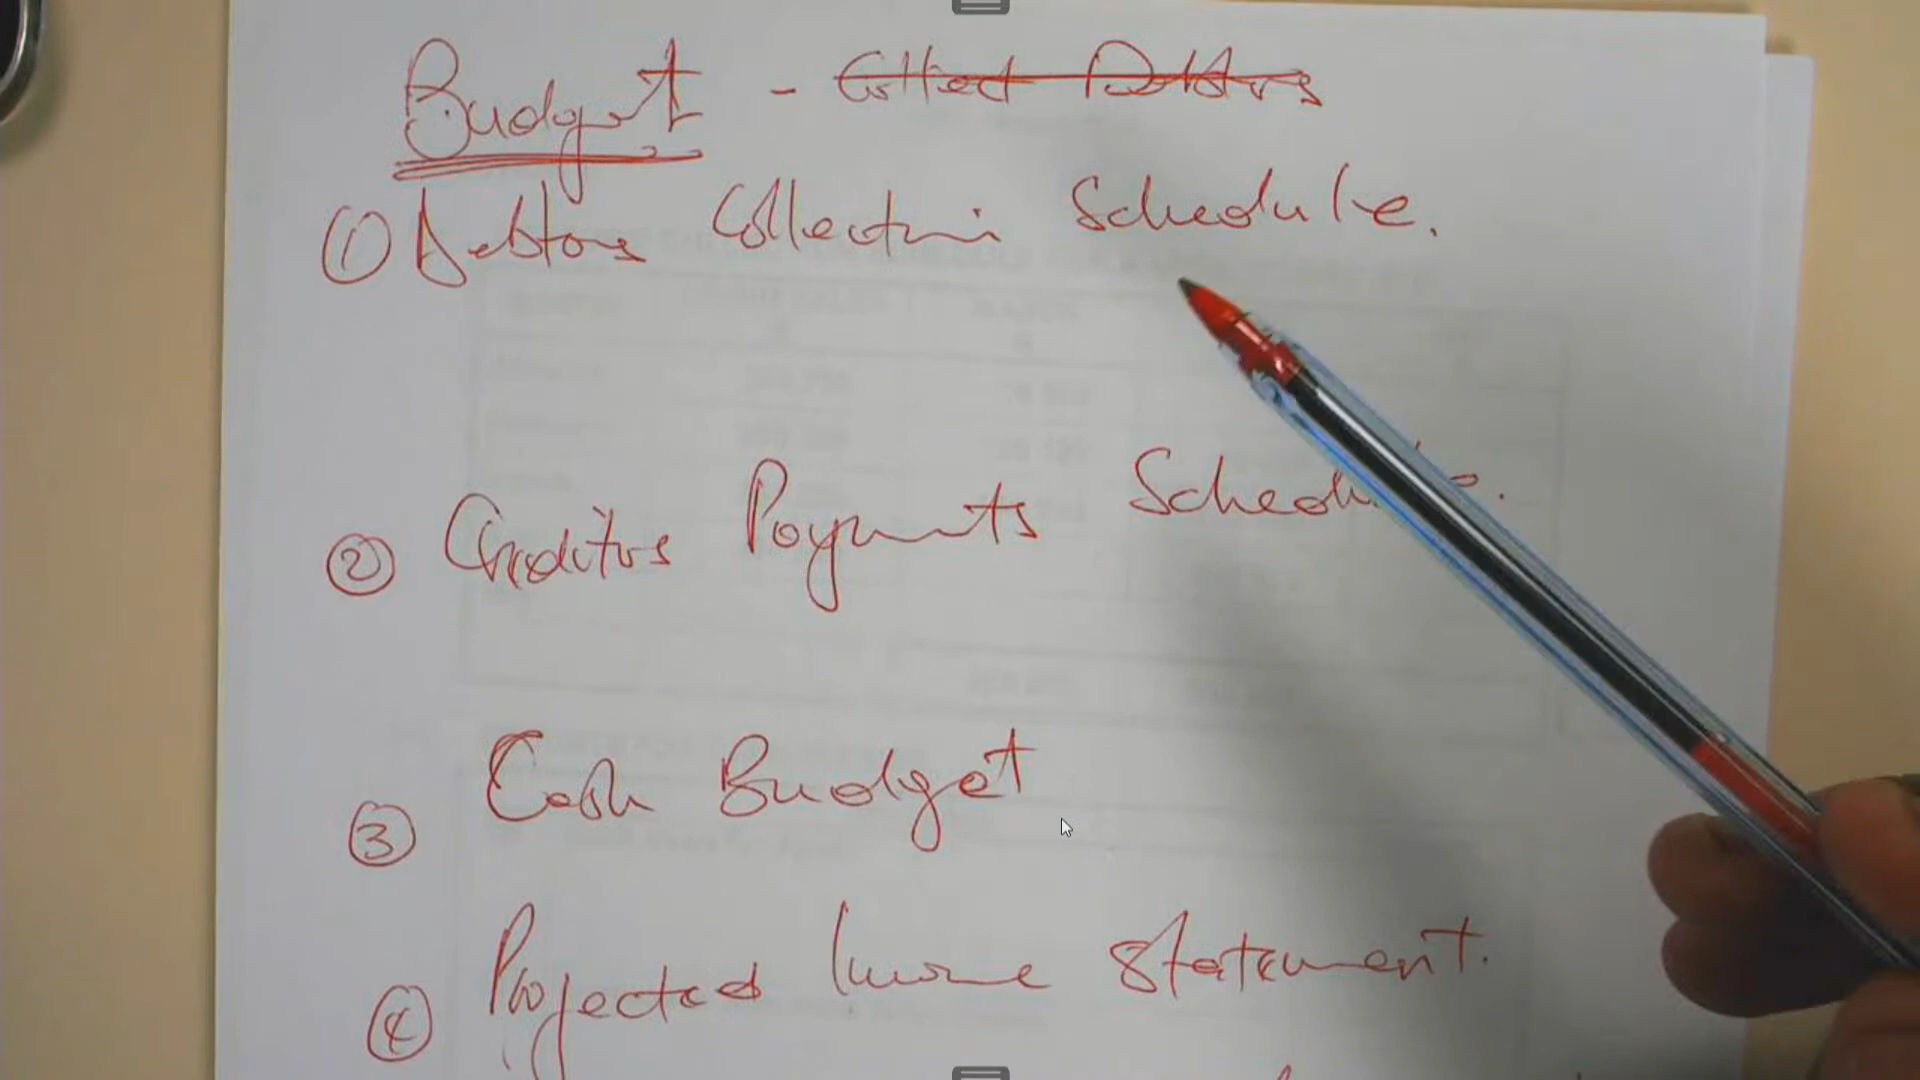 Budget - Collect Debtors
① Debtors Collection Schedule.
② Creditors Payments Schedule.
③ Cash Budget
④ Projected Income Statement.